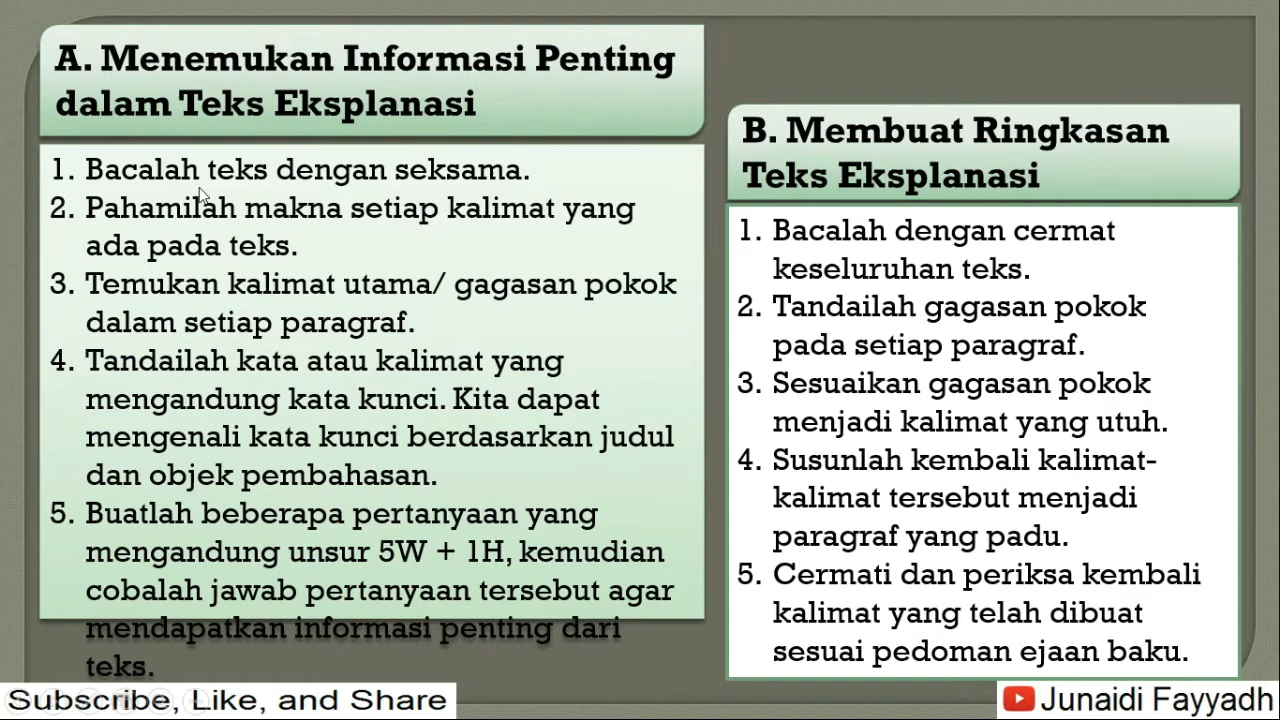 A. Menemukan Informasi Penting
dalam Teks Eksplanasi
1. Bacalah teks dengan seksama.
2. Pahamilah makna setiap kalimat yang
ada pada teks.
3. Temukan kalimat utama/ gagasan pokok
dalam setiap paragraf.
4. Tandailah kata atau kalimat yang
mengandung kata kunci. Kita dapat
mengenali kata kunci berdasarkan judul
dan objek pembahasan.
5. Buatlah beberapa pertanyaan yang
mengandung unsur 5W + 1H, kemudian
cobalah jawab pertanyaan tersebut agar
mendapatkan informasi penting dari
teks.
B. Membuat Ringkasan
Teks Eksplanasi
1. Bacalah dengan cermat
keseluruhan teks.
2. Tandailah gagasan pokok
pada setiap paragraf.
3. Sesuaikan gagasan pokok
menjadi kalimat yang utuh.
4. Susunlah kembali kalimat-
kalimat tersebut menjadi
paragraf yang padu.
5. Cermati dan periksa kembali
kalimat yang telah dibuat
sesuai pedoman ejaan baku.
Subscribe, Like, and Share
Junaidi Fayyadh